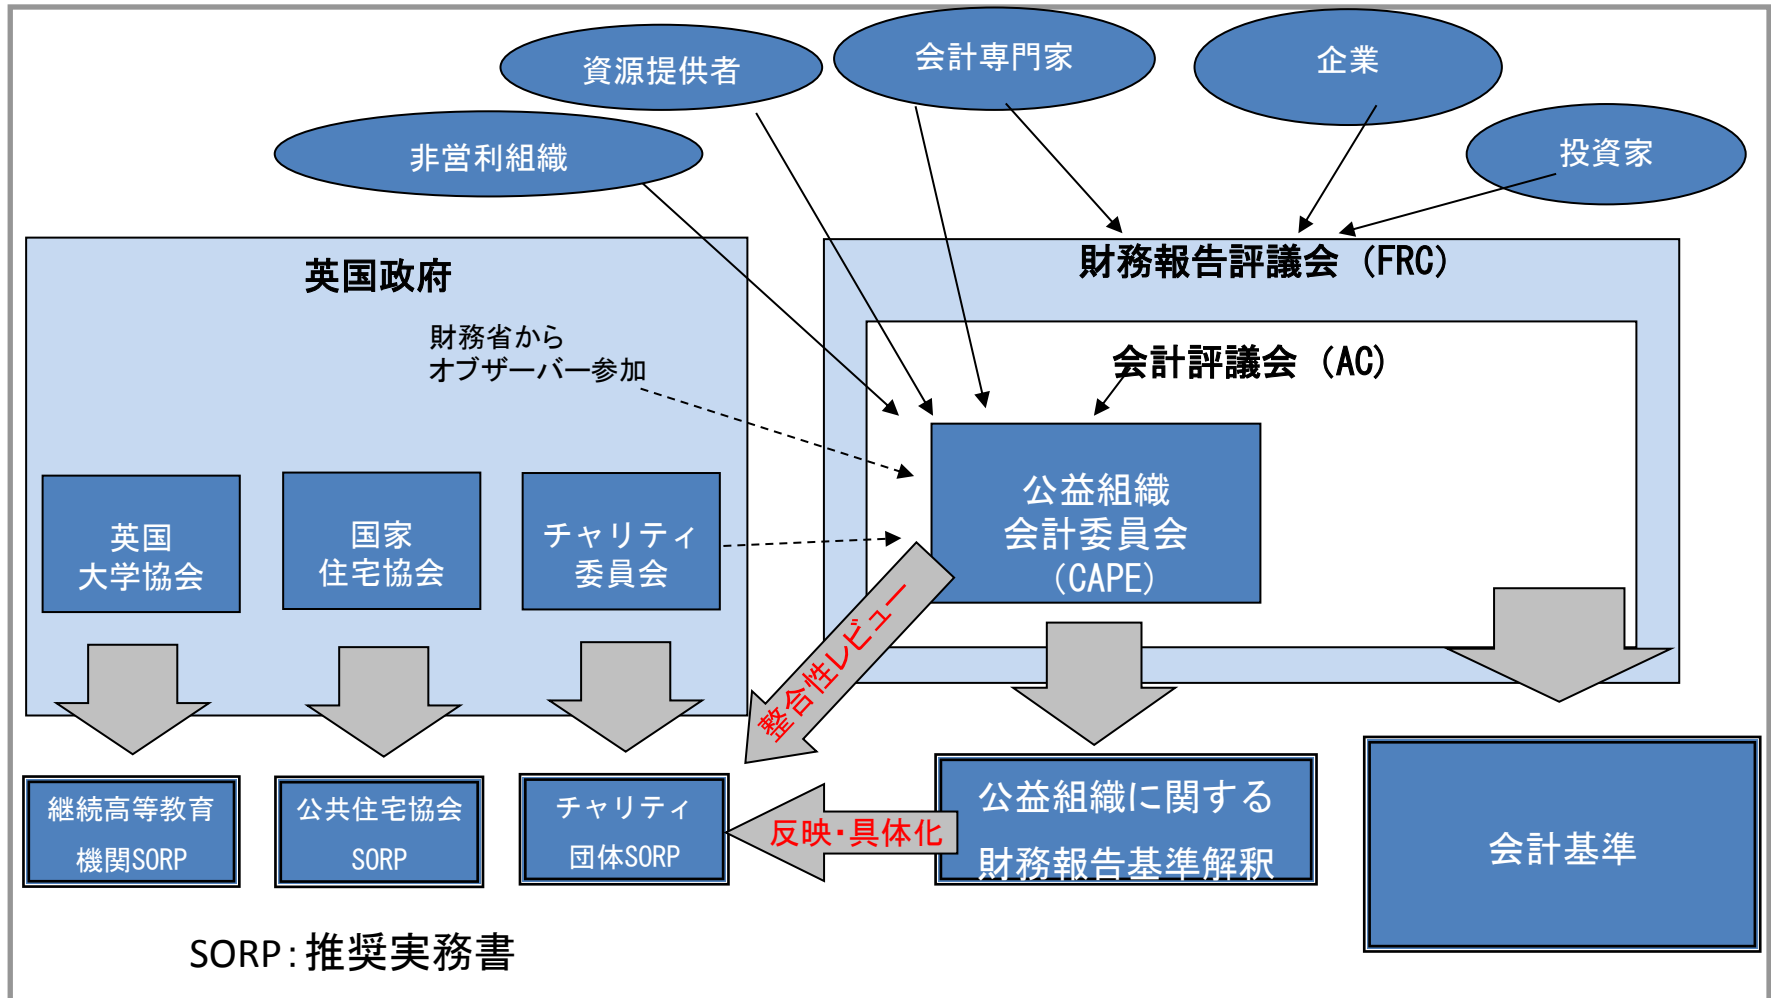 資源提供者
会計専門家
企業
非営利組織
投資家
英国政府
財務報告評議会（FRC）
財務省から
オブザーバー参加
会計評議会（AC）
英国
大学協会
国家
住宅協会
チャリティ
委員会
公益組織
会計委員会
（CAPE）
整合性レビュー
継続高等教育
機関SORP
公共住宅協会
SORP
チャリティ
団体SORP
反映・具体化
公益組織に関する
財務報告基準解釈
会計基準
SORP：推奨実務書